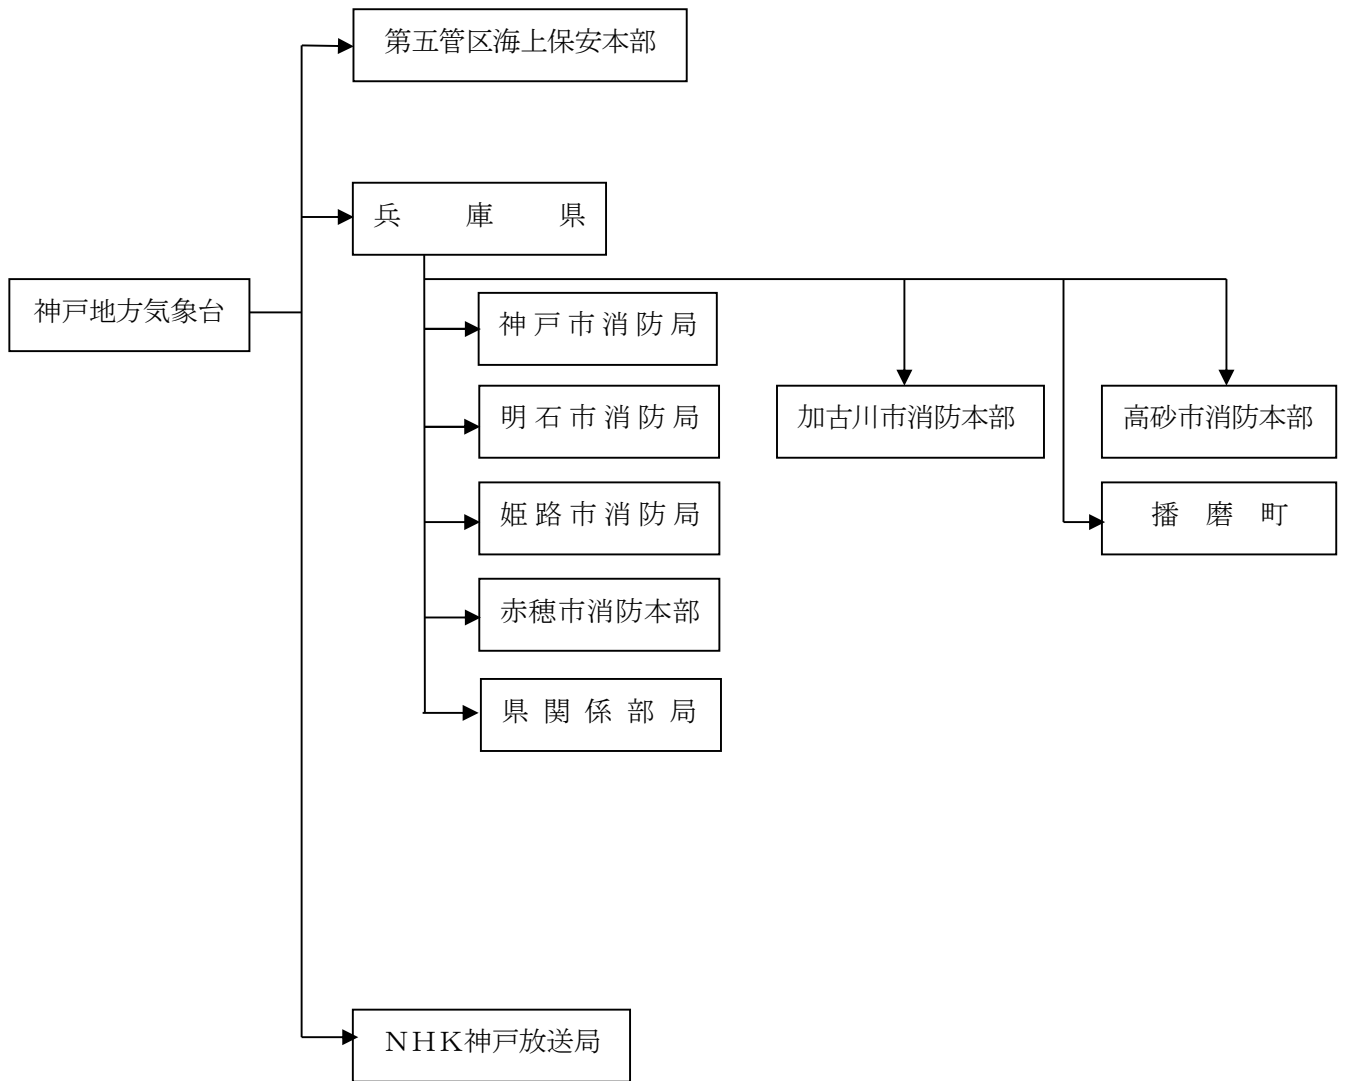 第五管区海上保安本部
兵　庫　県
神戸地方気象台
神戸市消防局
明石市消防局
加古川市消防本部
高砂市消防本部
姫路市消防局
播　磨　町
赤穂市消防本部
県関係部局
ＮＨＫ神戸放送局